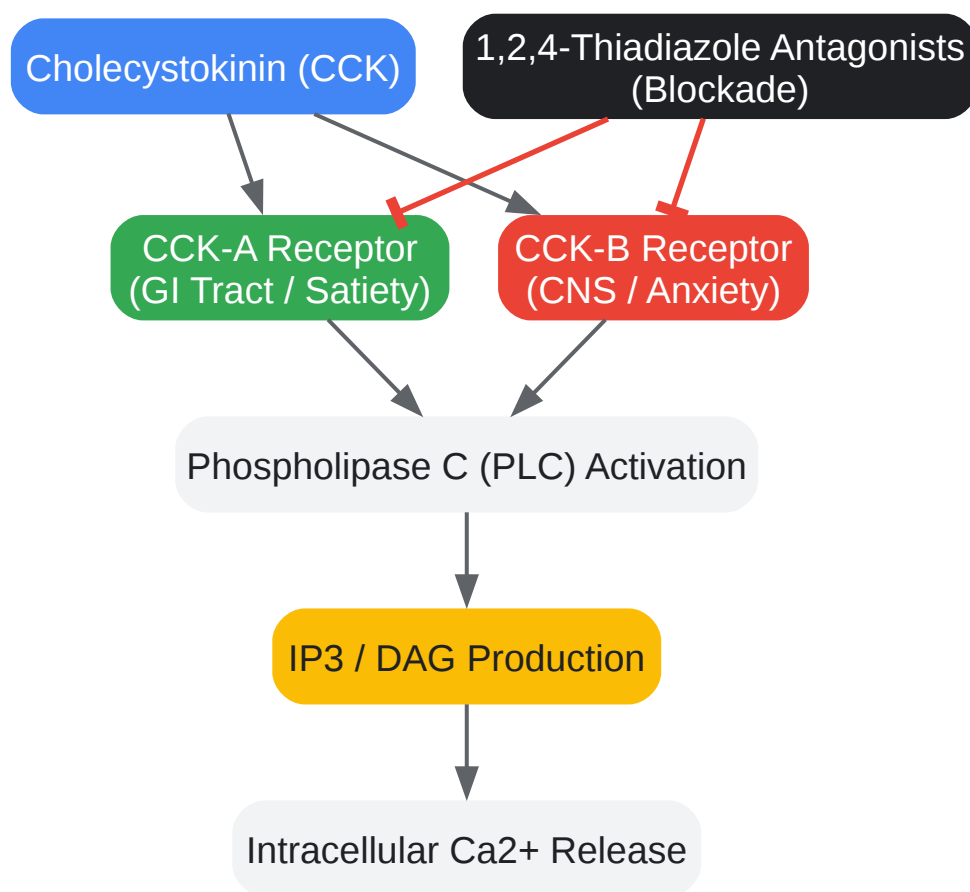 Cholecystokinin (CCK)
1,2,4-Thiadiazole Antagonists
(Blockade)
CCK-A Receptor
(GI Tract / Satiety)
CCK-B Receptor
(CNS / Anxiety)
Phospholipase C (PLC) Activation
IP3 / DAG Production
Intracellular Ca2+ Release